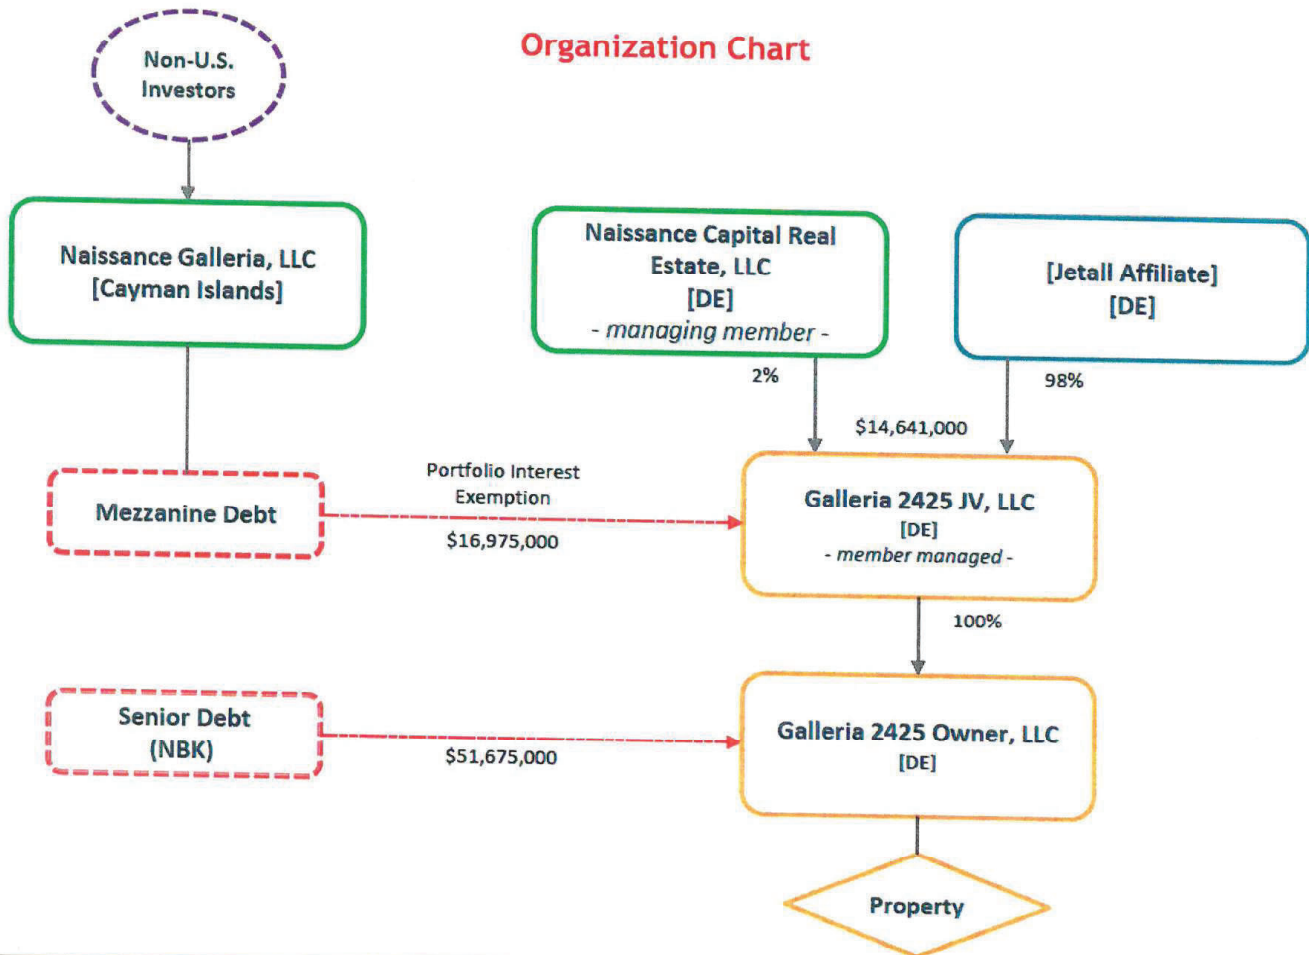 Organization Chart
Non-U.S.
Investors
Naissance Galleria, LLC
[Cayman Islands]
Naissance Capital Real
Estate, LLC
[DE]
- managing member -
[Jetall Affiliate]
[DE]
2%
98%
$14,641,000
Mezzanine Debt
Portfolio Interest
Exemption
$16,975,000
Galleria 2425 JV, LLC
[DE]
- member managed -
100%
Senior Debt
(NBK)
$51,675,000
Galleria 2425 Owner, LLC
[DE]
Property